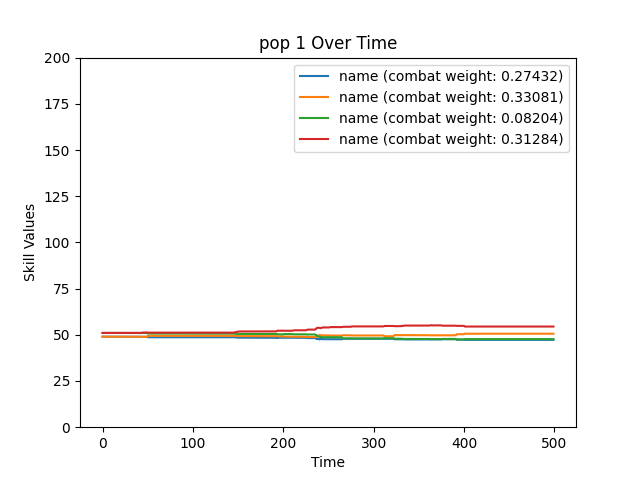 pop 1 Over Time
name (combat weight: 0.27432)
name (combat weight: 0.33081)
name (combat weight: 0.08204)
name (combat weight: 0.31284)
Skill Values
200
175
150
125
100
75
50
25
0
0 100 200 300 400 500
Time